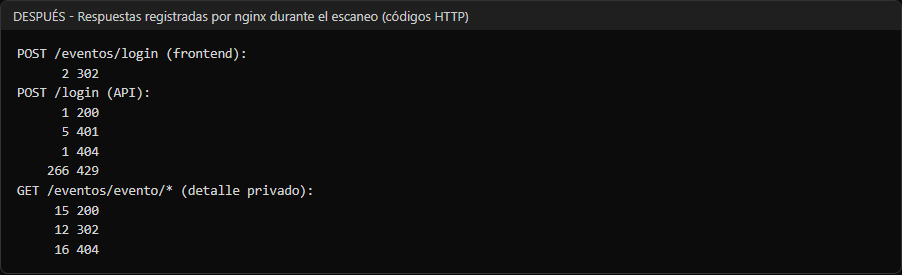 DESPUÉS - Respuestas registradas por nginx durante el escaneo (códigos HTTP)
POST /eventos/login (frontend):
2 302
POST /login (API):
1 200
5 401
1 404
266 429
GET /eventos/evento/* (detalle privado):
15 200
12 302
16 404